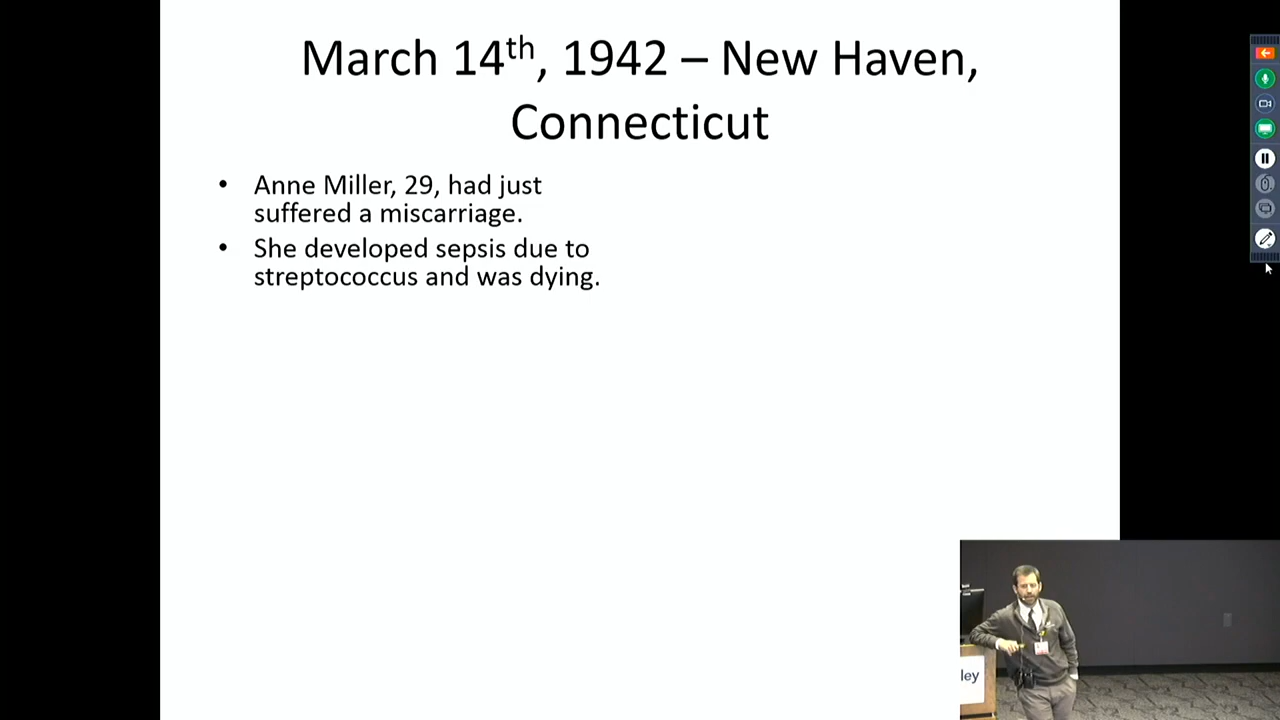 March 14th, 1942 – New Haven,
Connecticut
• Anne Miller, 29, had just
suffered a miscarriage.
• She developed sepsis due to
streptococcus and was dying.
ley